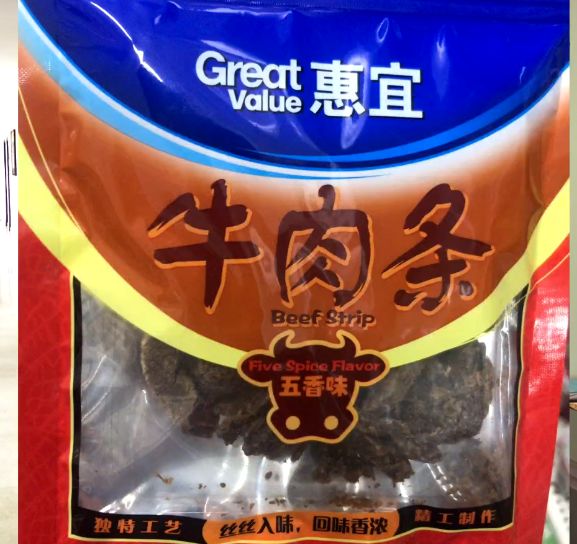 Great Value 惠宜
牛肉条
Beef Strip
Five Spice Flavor
五香味
独特工艺 丝丝入味，回味香浓 精工制作